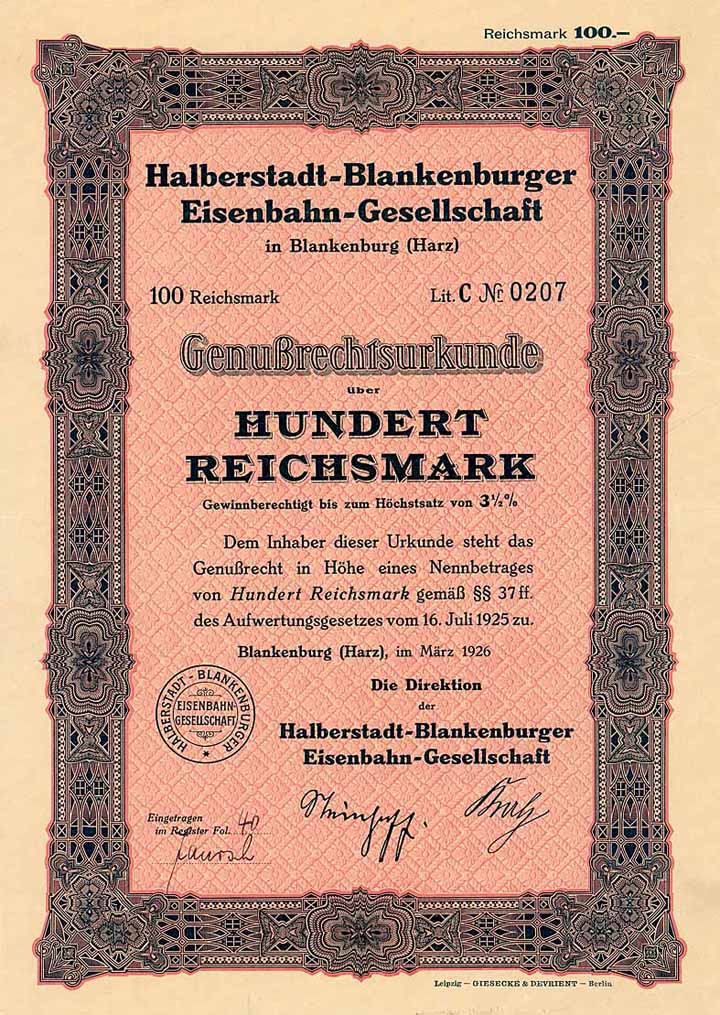 Reichsmark 100.—
Halberstadt-Blankenburger
Eisenbahn-Gesellschaft
in Blankenburg (Harz)
100 Reichsmark Lit. C № 0207
Genußrechtsurkunde
über
HUNDERT
REICHSMARK
Gewinnberechtigt bis zum Höchstsatz von 3½%
Dem Inhaber dieser Urkunde steht das
Genußrecht in Höhe eines Nennbetrages
von Hundert Reichsmark gemäß §§ 37 ff.
des Aufwertungsgesetzes vom 16. Juli 1925 zu.
Blankenburg (Harz), im März 1926
Die Direktion
der
Halberstadt-Blankenburger
Eisenbahn-Gesellschaft
HALBERSTADT - BLANKENBURGER
EISENBAHN-
GESELLSCHAFT
Eingetragen
im Register Fol. 40
Leipzig — GIESECKE & DEVRIENT — Berlin